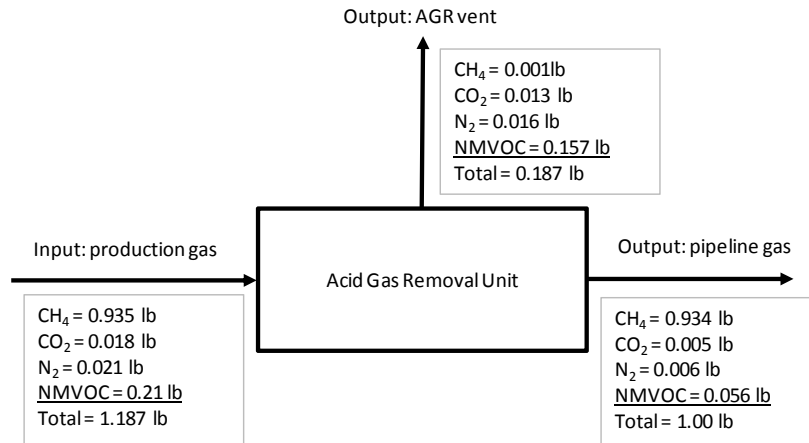 Output: AGR vent
CH₄ = 0.001lb
CO₂ = 0.013 lb
N₂ = 0.016 lb
NMVOC = 0.157 lb
Total = 0.187 lb
Input: production gas
Acid Gas Removal Unit
Output: pipeline gas
CH₄ = 0.935 lb
CO₂ = 0.018 lb
N₂ = 0.021 lb
NMVOC = 0.21 lb
Total = 1.187 lb
CH₄ = 0.934 lb
CO₂ = 0.005 lb
N₂ = 0.006 lb
NMVOC = 0.056 lb
Total = 1.00 lb